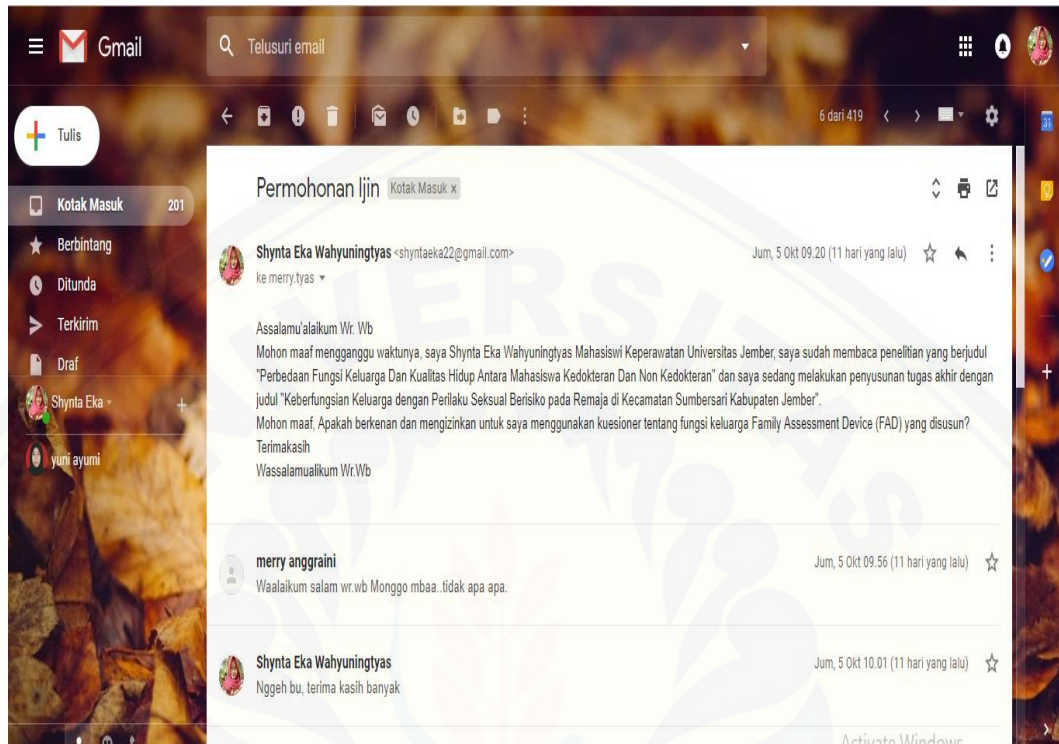 Gmail
Telusuri email
Tulis
6 dari 419
31
Kotak Masuk 201
Berbintang
Ditunda
Terkirim
Draf
Shynta Eka
yuni ayumi
Permohonan Ijin Kotak Masuk x
Shynta Eka Wahyuningtyas <shyntaeka22@gmail.com> Jum, 5 Okt 09.20 (11 hari yang lalu)
ke merry.tyas
Assalamu'alaikum Wr. Wb
Mohon maaf mengganggu waktunya, saya Shynta Eka Wahyuningtyas Mahasiswi Keperawatan Universitas Jember, saya sudah membaca penelitian yang berjudul
"Perbedaan Fungsi Keluarga Dan Kualitas Hidup Antara Mahasiswa Kedokteran Dan Non Kedokteran" dan saya sedang melakukan penyusunan tugas akhir dengan
judul "Keberfungsian Keluarga dengan Perilaku Seksual Berisiko pada Remaja di Kecamatan Sumbersari Kabupaten Jember".
Mohon maaf, Apakah berkenan dan mengizinkan untuk saya menggunakan kuesioner tentang fungsi keluarga Family Assessment Device (FAD) yang disusun?
Terimakasih
Wassalamualikum Wr.Wb
merry anggraini Jum, 5 Okt 09.56 (11 hari yang lalu)
Waalaikum salam wr.wb Monggo mbaa..tidak apa apa.
Shynta Eka Wahyuningtyas Jum, 5 Okt 10.01 (11 hari yang lalu)
Nggeh bu, terima kasih banyak
Activate Windows
UNIVERSITAS